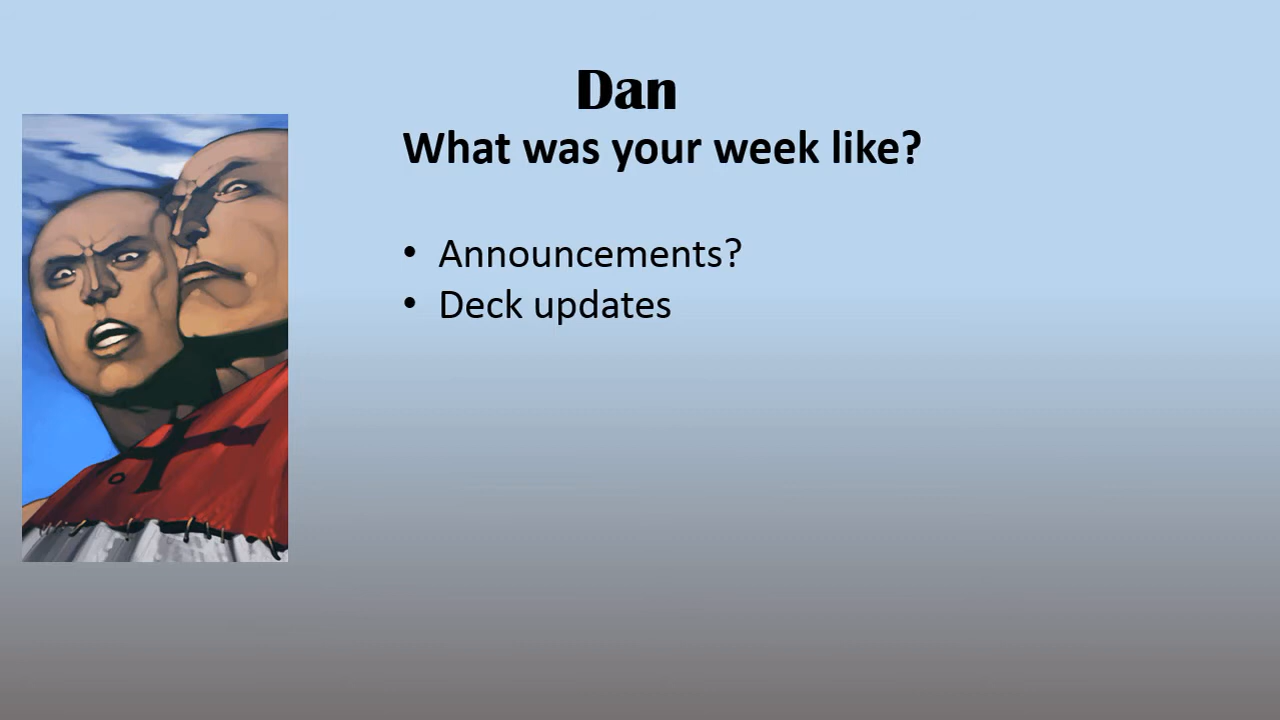 Dan
What was your week like?
• Announcements?
• Deck updates